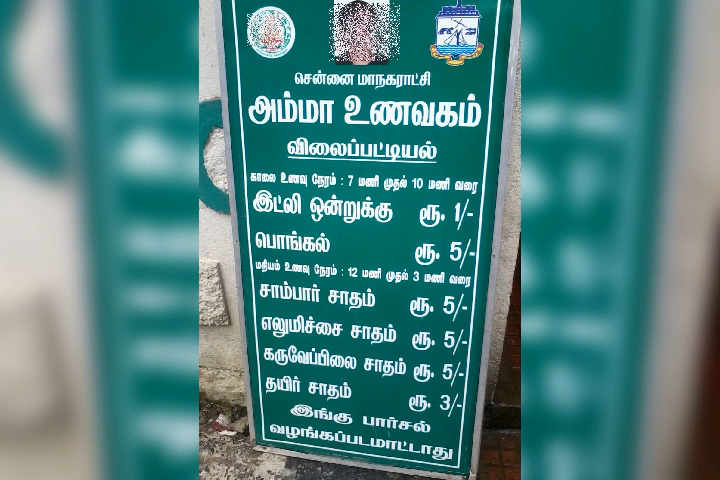 சென்னை மாநகராட்சி
அம்மா உணவகம்
விலைப்பட்டியல்
காலை உணவு நேரம் : 7 மணி முதல் 10 மணி வரை
இட்லி ஒன்றுக்கு ரூ. 1/-
பொங்கல் ரூ. 5/-
மதியம் உணவு நேரம் : 12 மணி முதல் 3 மணி வரை
சாம்பார் சாதம் ரூ. 5/-
எலுமிச்சை சாதம் ரூ. 5/-
கருவேப்பிலை சாதம் ரூ. 5/-
தயிர் சாதம் ரூ. 3/-
இங்கு பார்சல்
வழங்கப்படமாட்டாது